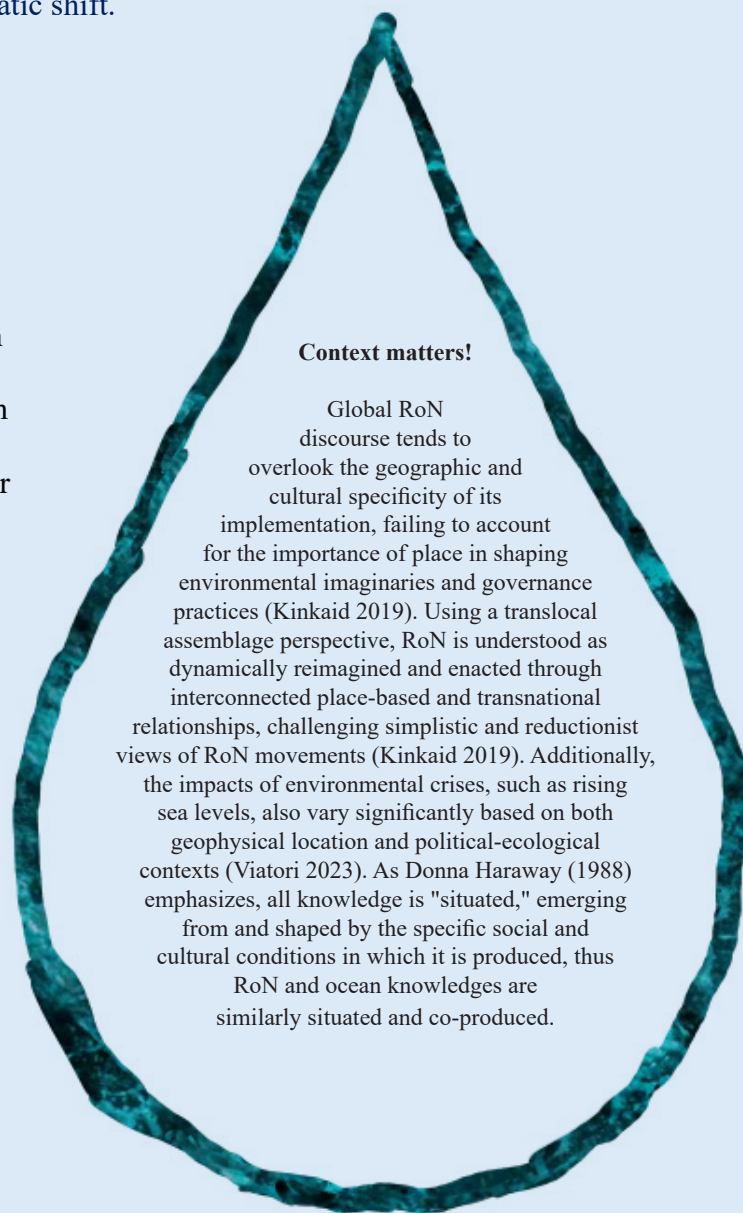 atic shift.
Context matters!
Global RoN
discourse tends to
overlook the geographic and
cultural specificity of its
implementation, failing to account
for the importance of place in shaping
environmental imaginaries and governance
practices (Kinkaid 2019). Using a translocal
assemblage perspective, RoN is understood as
dynamically reimagined and enacted through
interconnected place-based and transnational
relationships, challenging simplistic and reductionist
views of RoN movements (Kinkaid 2019). Additionally,
the impacts of environmental crises, such as rising
sea levels, also vary significantly based on both
geophysical location and political-ecological
contexts (Viatori 2023). As Donna Haraway (1988)
emphasizes, all knowledge is "situated," emerging
from and shaped by the specific social and
cultural conditions in which it is produced, thus
RoN and ocean knowledges are
similarly situated and co-produced.